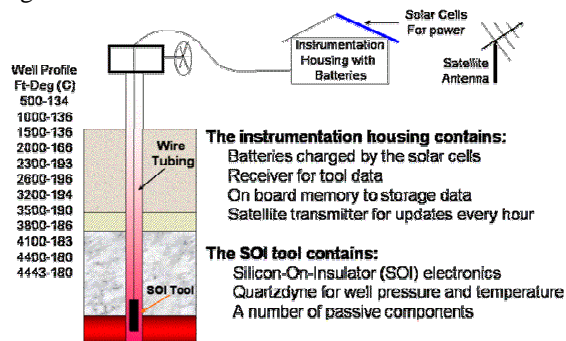 Solar Cells
For power
Instrumentation
Housing with
Batteries
Satellite
Antenna
Well Profile
Ft-Deg (C)
500-134
1000-136
1500-136
2000-166
2300-193
2600-196
3200-194
3500-190
3800-186
4100-183
4400-180
4443-180
Wire
Tubing
SOI Tool
The instrumentation housing contains:
Batteries charged by the solar cells
Receiver for tool data
On board memory to storage data
Satellite transmitter for updates every hour
The SOI tool contains:
Silicon-On-Insulator (SOI) electronics
Quartzdyne for well pressure and temperature
A number of passive components